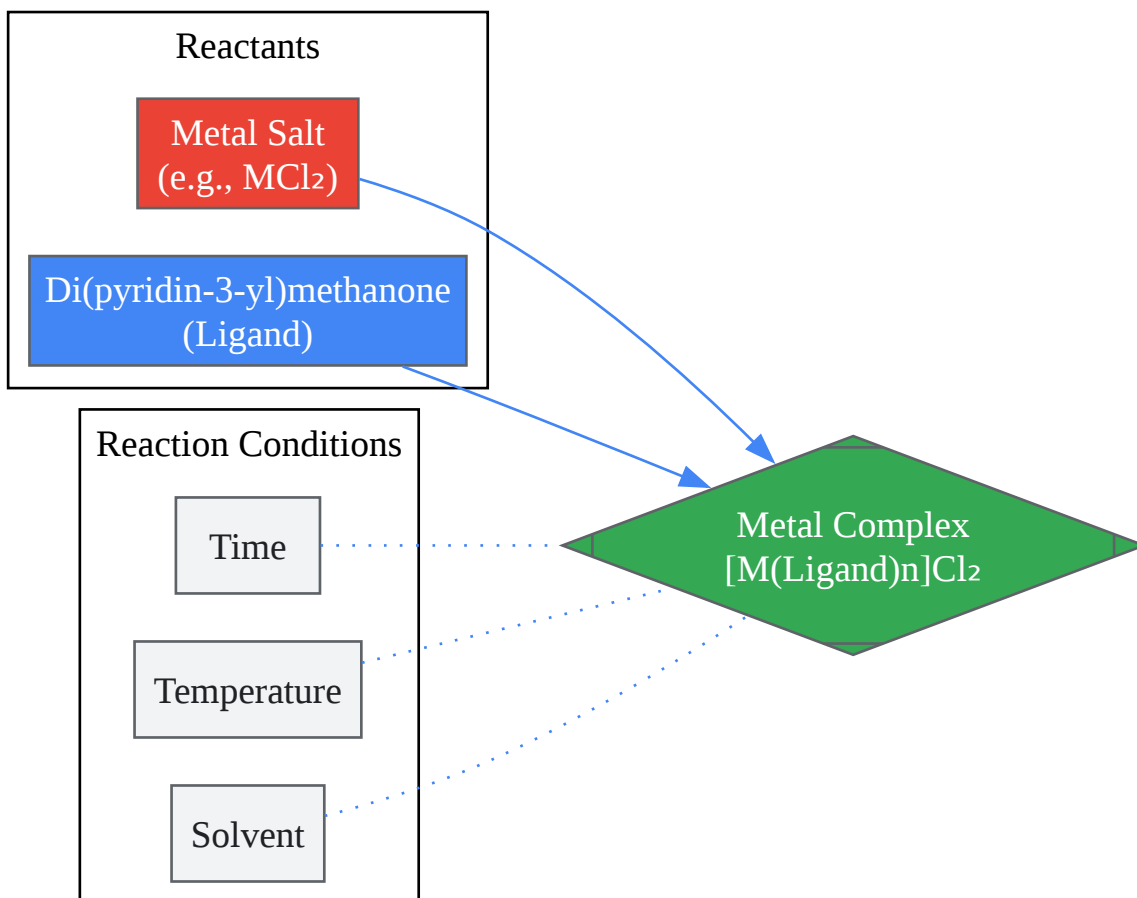 Reactants
Metal Salt
(e.g., MCl₂)
Di(pyridin-3-yl)methanone
(Ligand)
Reaction Conditions
Time
Temperature
Solvent
Metal Complex
[M(Ligand)n]Cl₂